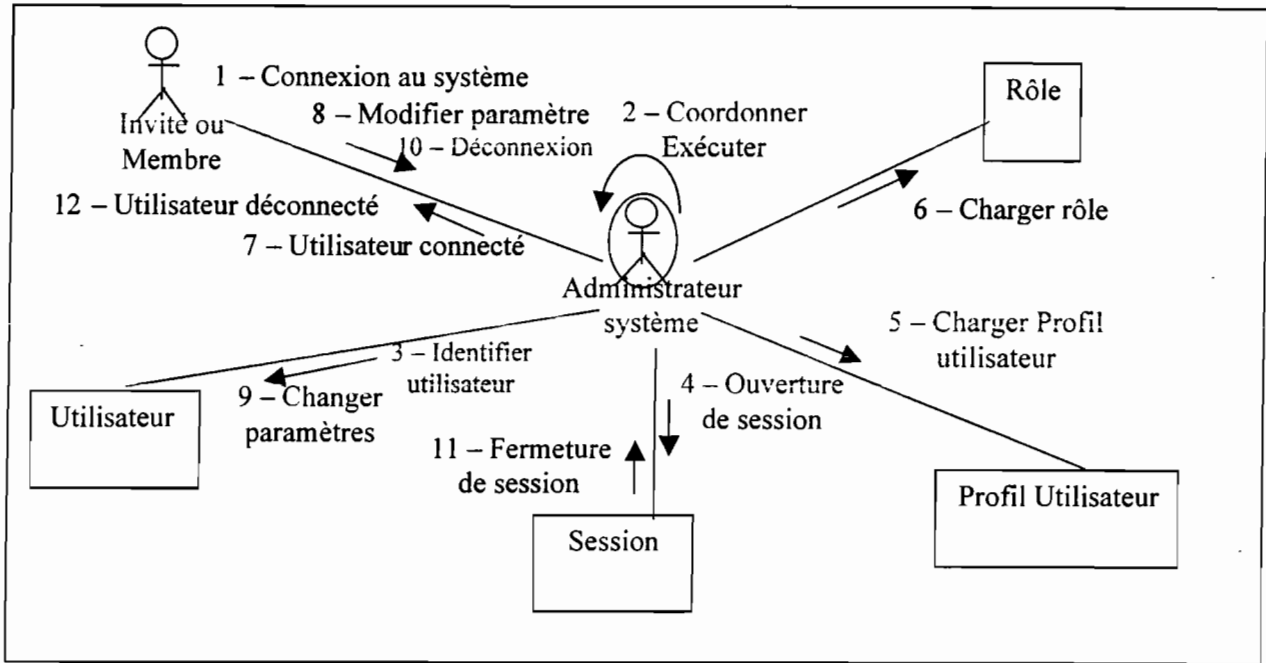 1 – Connexion au système
8 – Modifier paramètre
10 – Déconnexion
Invité ou
Membre
12 – Utilisateur déconnecté
7 – Utilisateur connecté
2 – Coordonner
Exécuter
Rôle
6 – Charger rôle
Administrateur
système
5 – Charger Profil
utilisateur
3 – Identifier
utilisateur
9 – Changer
paramètres
Utilisateur
4 – Ouverture
de session
11 – Fermeture
de session
Session
Profil Utilisateur